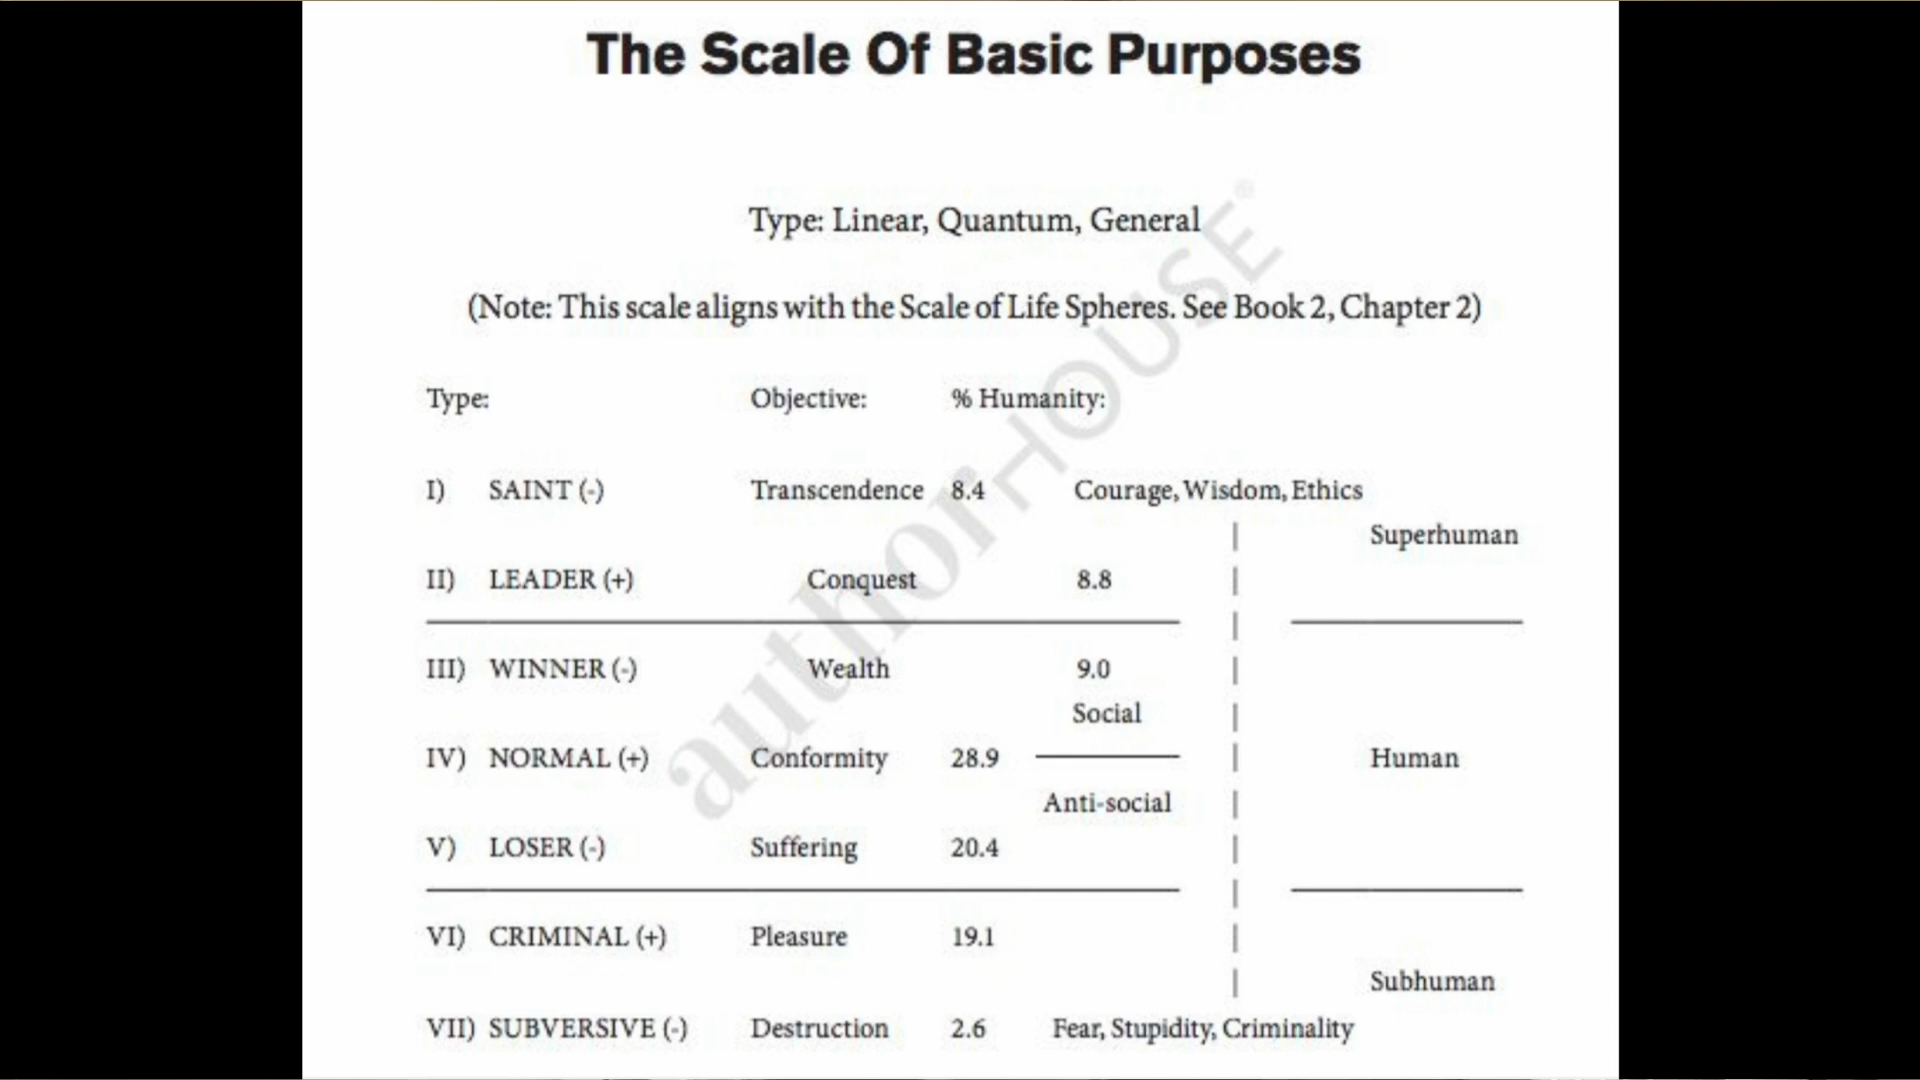 The Scale Of Basic Purposes
Type: Linear, Quantum, General
(Note: This scale aligns with the Scale of Life Spheres. See Book 2, Chapter 2)
Type: Objective: % Humanity:
I) SAINT (-) Transcendence 8.4 Courage, Wisdom, Ethics
Superhuman
II) LEADER (+) Conquest 8.8
III) WINNER (-) Wealth 9.0
Social
IV) NORMAL (+) Conformity 28.9 Human
Anti-social
V) LOSER (-) Suffering 20.4
VI) CRIMINAL (+) Pleasure 19.1
Subhuman
VII) SUBVERSIVE (-) Destruction 2.6 Fear, Stupidity, Criminality
authorHOUSE®